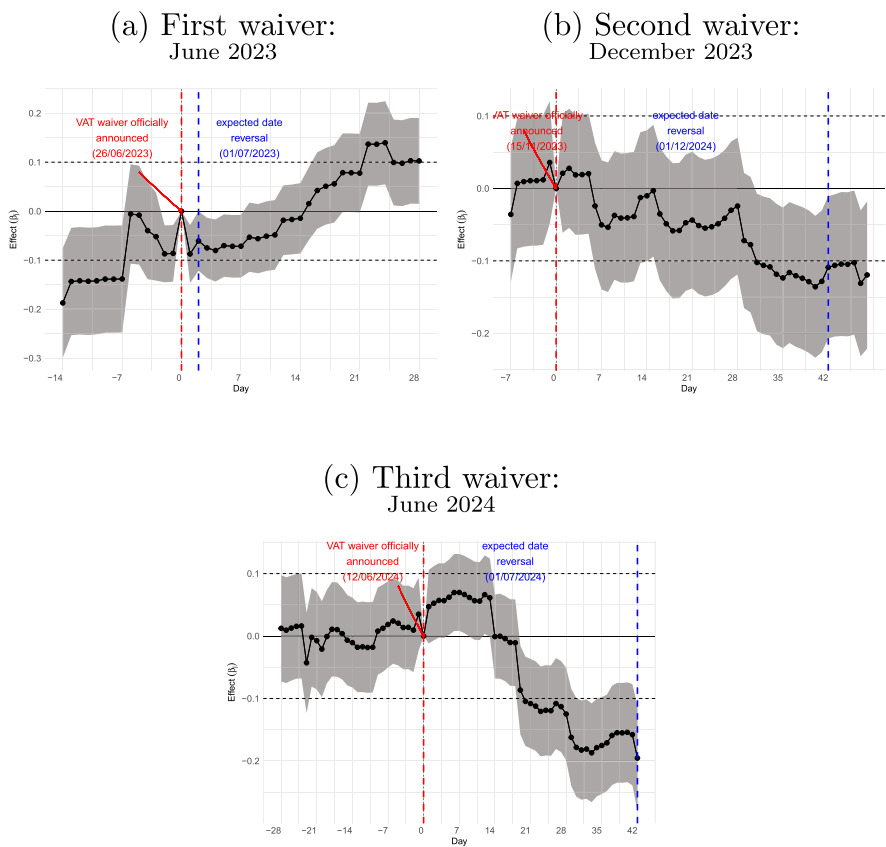 (a) First waiver:
June 2023
VAT waiver officially
announced
(26/06/2023)
expected date
reversal
(01/07/2023)
0.2
0.1
0.0
−0.1
−0.2
−0.3
Effect (β̂ⱼ)
−14 −7 0 7 14 21 28
Day
(b) Second waiver:
December 2023
VAT waiver officially
announced
(15/11/2023)
expected date
reversal
(01/12/2024)
0.1
0.0
−0.1
−0.2
Effect (β̂ⱼ)
−7 0 7 14 21 28 42
Day
(c) Third waiver:
June 2024
VAT waiver officially
announced
(12/06/2024)
expected date
reversal
(01/07/2024)
0.1
0.0
−0.1
−0.2
Effect (β̂ⱼ)
−28 −21 −14 −7 0 7 14 21 28 35 42
Day